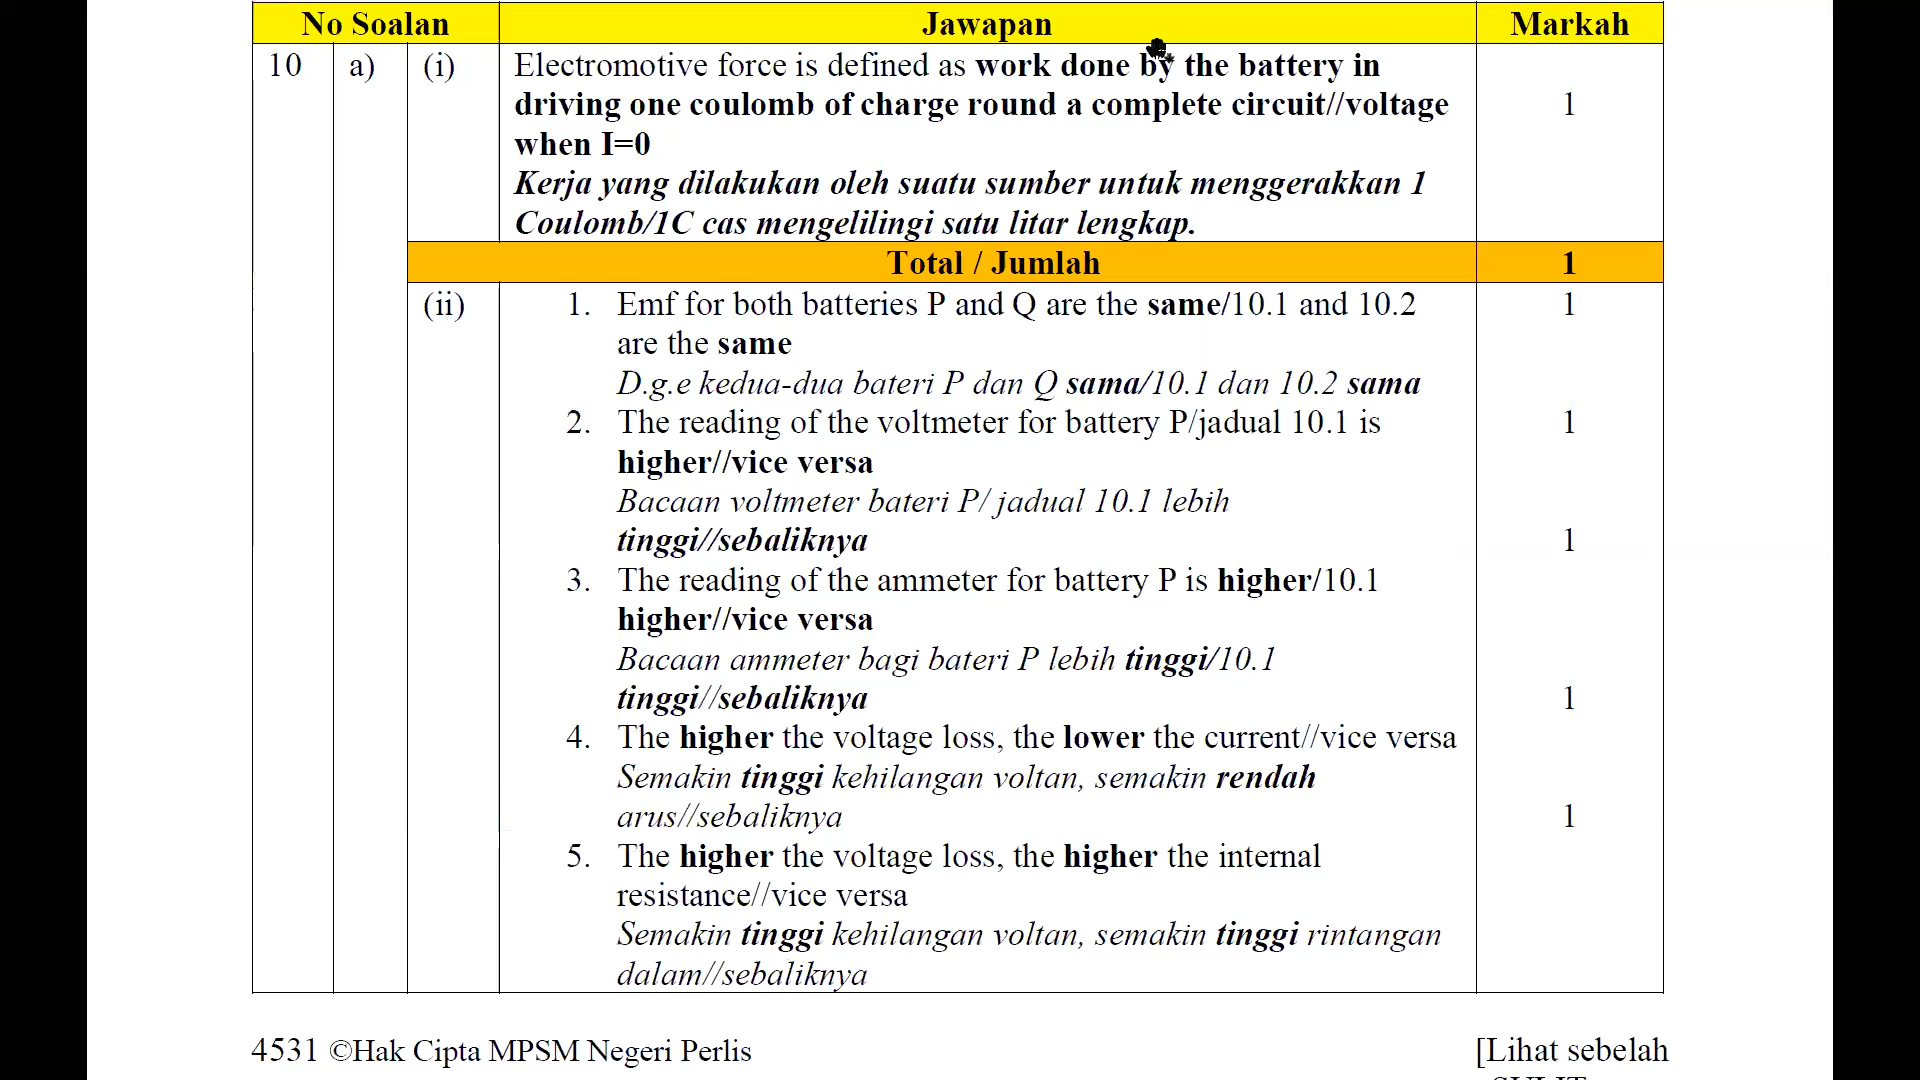 No Soalan Jawapan Markah
10 a) (i) Electromotive force is defined as work done by the battery in
driving one coulomb of charge round a complete circuit//voltage 1
when I=0
Kerja yang dilakukan oleh suatu sumber untuk menggerakkan 1
Coulomb/1C cas mengelilingi satu litar lengkap.
Total / Jumlah 1
(ii) 1. Emf for both batteries P and Q are the same/10.1 and 10.2 1
are the same
D.g.e kedua-dua bateri P dan Q sama/10.1 dan 10.2 sama
2. The reading of the voltmeter for battery P/jadual 10.1 is 1
higher//vice versa
Bacaan voltmeter bateri P/ jadual 10.1 lebih
tinggi//sebaliknya 1
3. The reading of the ammeter for battery P is higher/10.1
higher//vice versa
Bacaan ammeter bagi bateri P lebih tinggi/10.1
tinggi//sebaliknya 1
4. The higher the voltage loss, the lower the current//vice versa
Semakin tinggi kehilangan voltan, semakin rendah
arus//sebaliknya 1
5. The higher the voltage loss, the higher the internal
resistance//vice versa
Semakin tinggi kehilangan voltan, semakin tinggi rintangan
dalam//sebaliknya
4531 ©Hak Cipta MPSM Negeri Perlis [Lihat sebelah